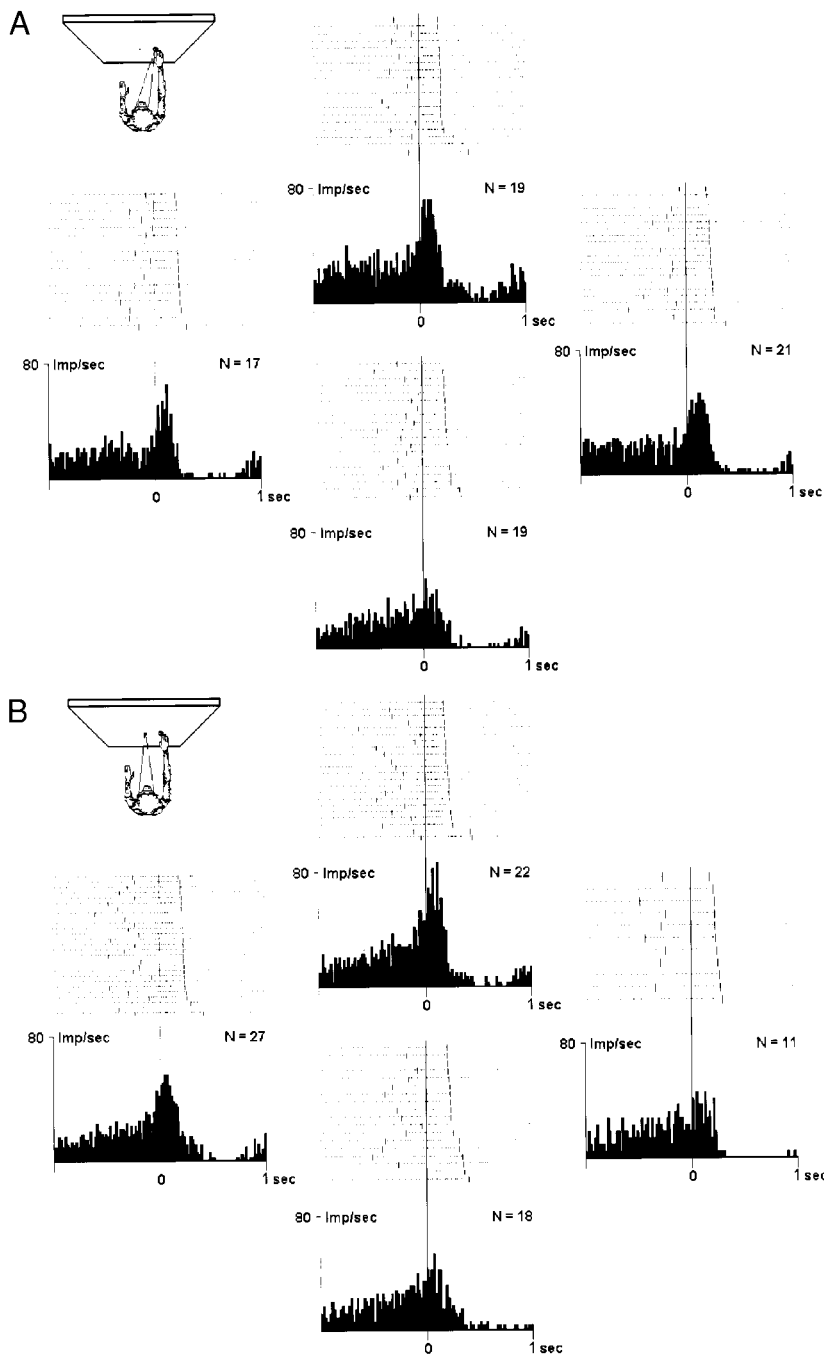 A
80 - Imp/sec N = 19
0 1 sec
80 Imp/sec N = 17
0 1 sec
80 Imp/sec N = 21
0 1 sec
80 - Imp/sec N = 19
0 1 sec
B
80 - Imp/sec N = 22
0 1 sec
80 Imp/sec N = 27
0 1 sec
80 Imp/sec N = 11
0 1 sec
80 - Imp/sec N = 18
0 1 sec